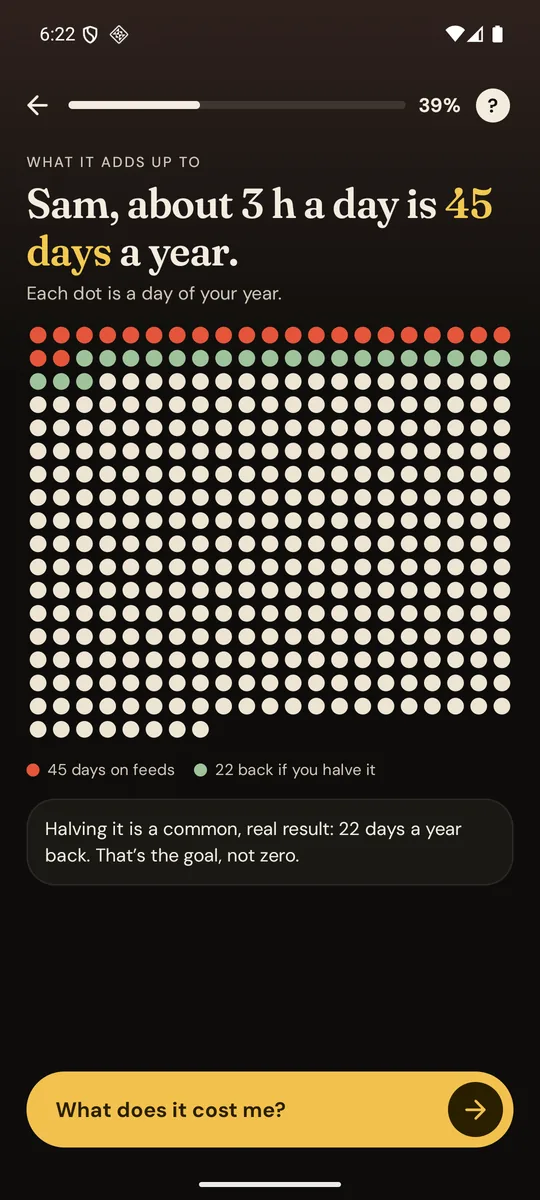 6:22
39%
?
WHAT IT ADDS UP TO
Sam, about 3 h a day is 45
days a year.
Each dot is a day of your year.
45 days on feeds
22 back if you halve it
Halving it is a common, real result: 22 days a year
back. That’s the goal, not zero.
What does it cost me?